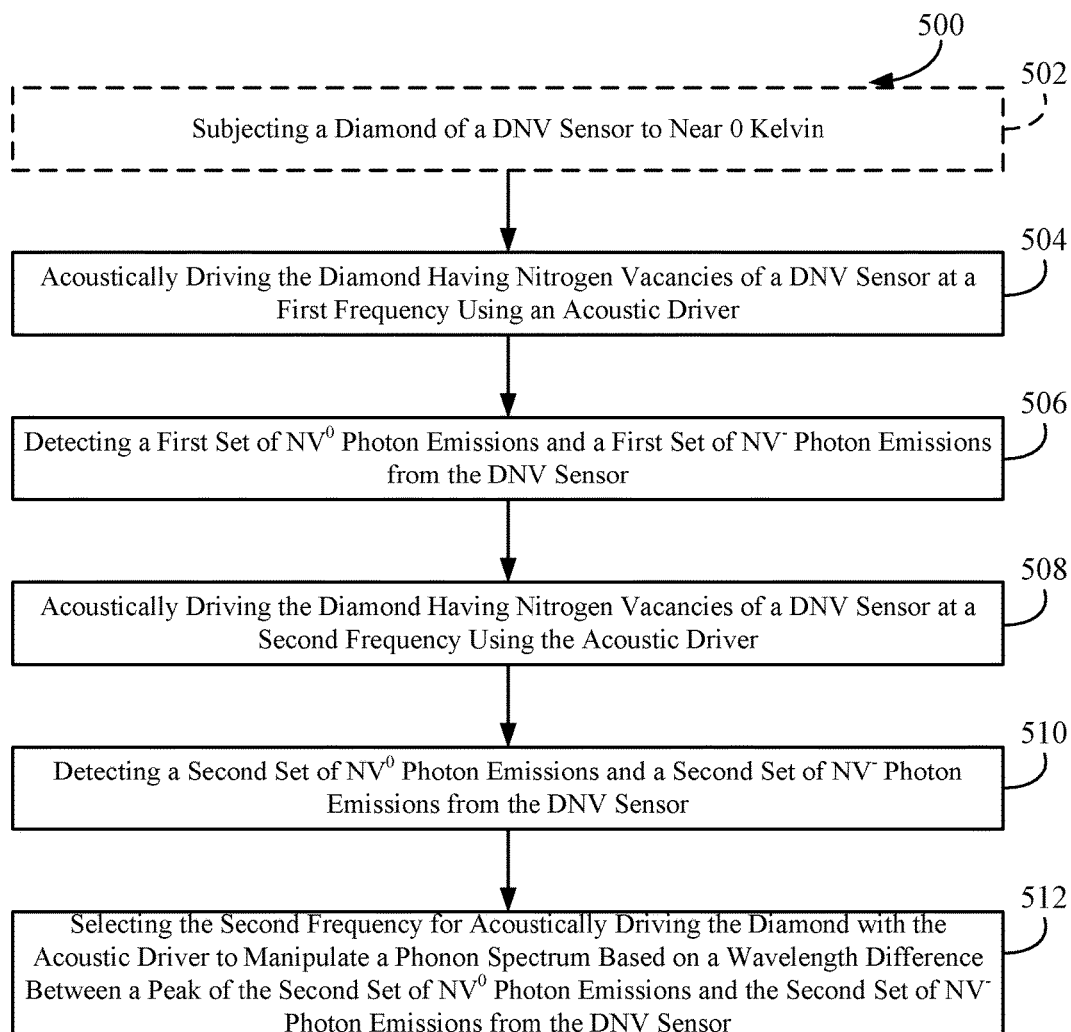 500
502
Subjecting a Diamond of a DNV Sensor to Near 0 Kelvin
504
Acoustically Driving the Diamond Having Nitrogen Vacancies of a DNV Sensor at a
First Frequency Using an Acoustic Driver
506
Detecting a First Set of NV⁰ Photon Emissions and a First Set of NV⁻ Photon Emissions
from the DNV Sensor
508
Acoustically Driving the Diamond Having Nitrogen Vacancies of a DNV Sensor at a
Second Frequency Using the Acoustic Driver
510
Detecting a Second Set of NV⁰ Photon Emissions and a Second Set of NV⁻ Photon
Emissions from the DNV Sensor
512
Selecting the Second Frequency for Acoustically Driving the Diamond with the
Acoustic Driver to Manipulate a Phonon Spectrum Based on a Wavelength Difference
Between a Peak of the Second Set of NV⁰ Photon Emissions and the Second Set of NV⁻
Photon Emissions from the DNV Sensor